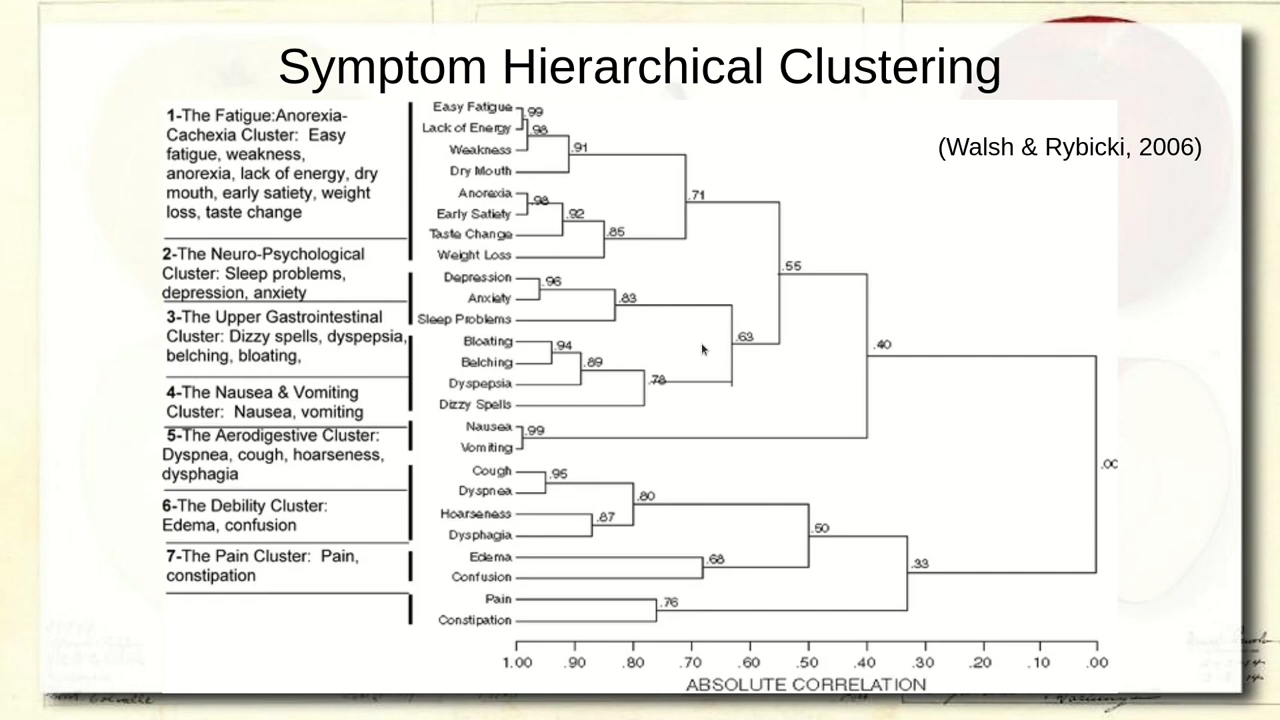 Symptom Hierarchical Clustering
(Walsh & Rybicki, 2006)
1-The Fatigue:Anorexia-
Cachexia Cluster: Easy
fatigue, weakness,
anorexia, lack of energy, dry
mouth, early satiety, weight
loss, taste change
2-The Neuro-Psychological
Cluster: Sleep problems,
depression, anxiety
3-The Upper Gastrointestinal
Cluster: Dizzy spells, dyspepsia,
belching, bloating,
4-The Nausea & Vomiting
Cluster: Nausea, vomiting
5-The Aerodigestive Cluster:
Dyspnea, cough, hoarseness,
dysphagia
6-The Debility Cluster:
Edema, confusion
7-The Pain Cluster: Pain,
constipation
Easy Fatigue
.99
Lack of Energy
.98
Weakness
.91
Dry Mouth
.71
Anorexia
.98
Early Satiety
.92
Taste Change
.85
Weight Loss
.55
Depression
.96
Anxiety
.83
Sleep Problems
.63
Bloating
.94
.40
Belching
.89
Dyspepsia
.78
Dizzy Spells
Nausea
.99
Vomiting
.00
Cough
.95
Dyspnea
.80
Hoarseness
.87
.50
Dysphagia
Edema
.68
.33
Confusion
Pain
.76
Constipation
1.00 .90 .80 .70 .60 .50 .40 .30 .20 .10 .00
ABSOLUTE CORRELATION